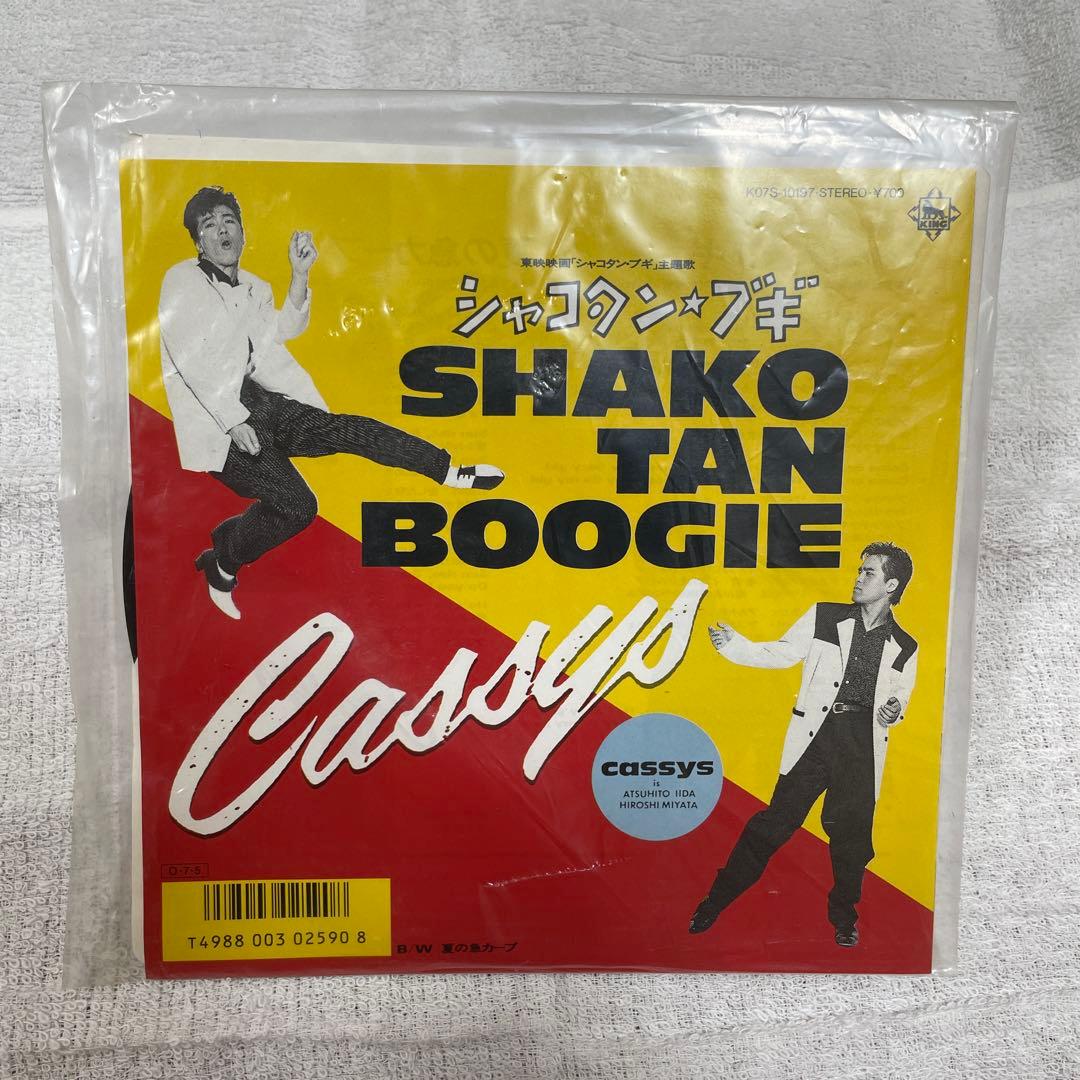 K07S-10197・STEREO・¥700
KING
東映映画「シャコタン・ブギ」主題歌
シャコタン★ブギ
SHAKO
TAN
BOOGIE
Cassys
cassys
is
ATSUHITO IIDA
HIROSHI MIYATA
O・7・5
T4988 003 02590 8
B/W 夏の急カーブ